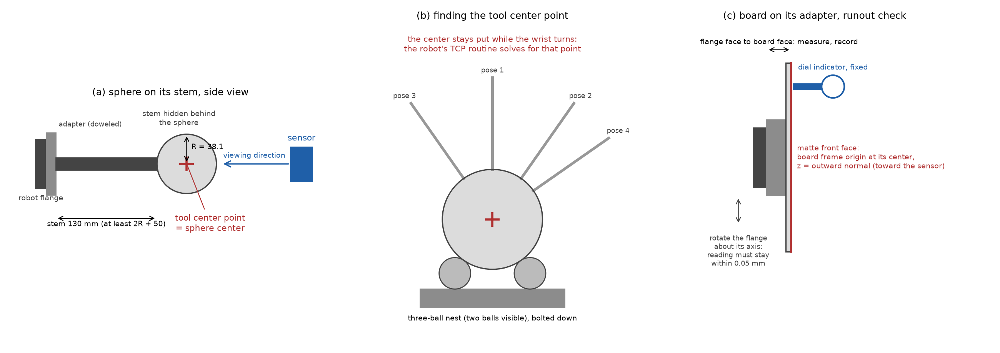 (a) sphere on its stem, side view
stem hidden behind
the sphere
adapter (doweled)
R = 38.1
sensor
viewing direction
robot flange
stem 130 mm (at least 2R + 50)
tool center point
= sphere center
(b) finding the tool center point
the center stays put while the wrist turns:
the robot's TCP routine solves for that point
pose 1
pose 3
pose 2
pose 4
three-ball nest (two balls visible), bolted down
(c) board on its adapter, runout check
flange face to board face: measure, record
dial indicator, fixed
matte front face:
board frame origin at its center,
z = outward normal (toward the sensor)
rotate the flange
about its axis:
reading must stay
within 0.05 mm